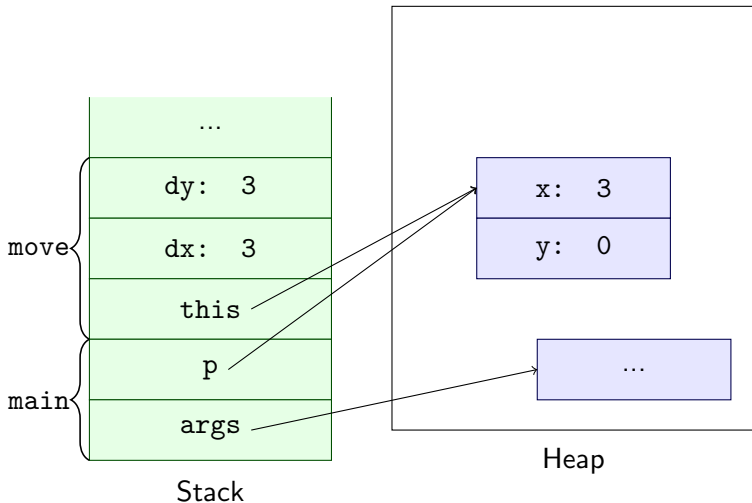 ...
dy: 3
dx: 3
this
p
args
move
main
Stack
x: 3
y: 0
...
Heap